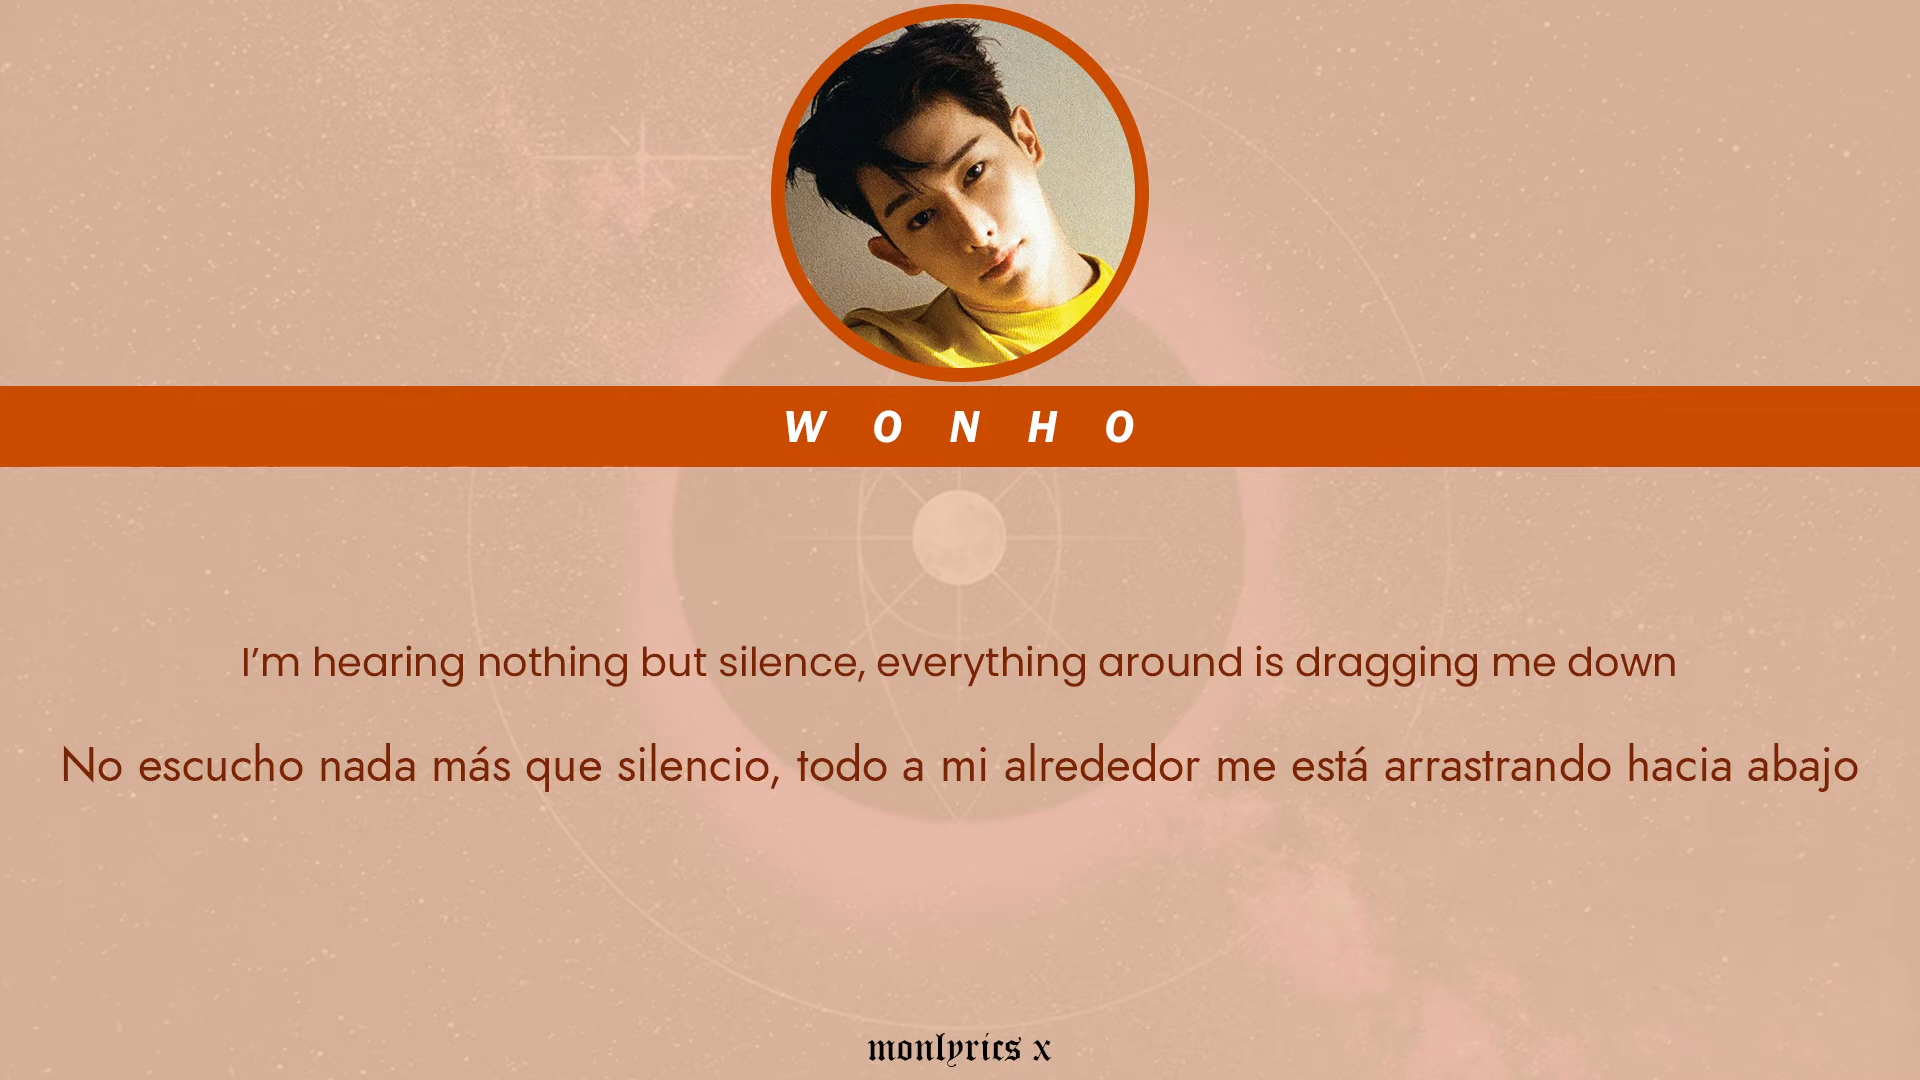 W O N H O
I’m hearing nothing but silence, everything around is dragging me down
No escucho nada más que silencio, todo a mi alrededor me está arrastrando hacia abajo
monlyrics x